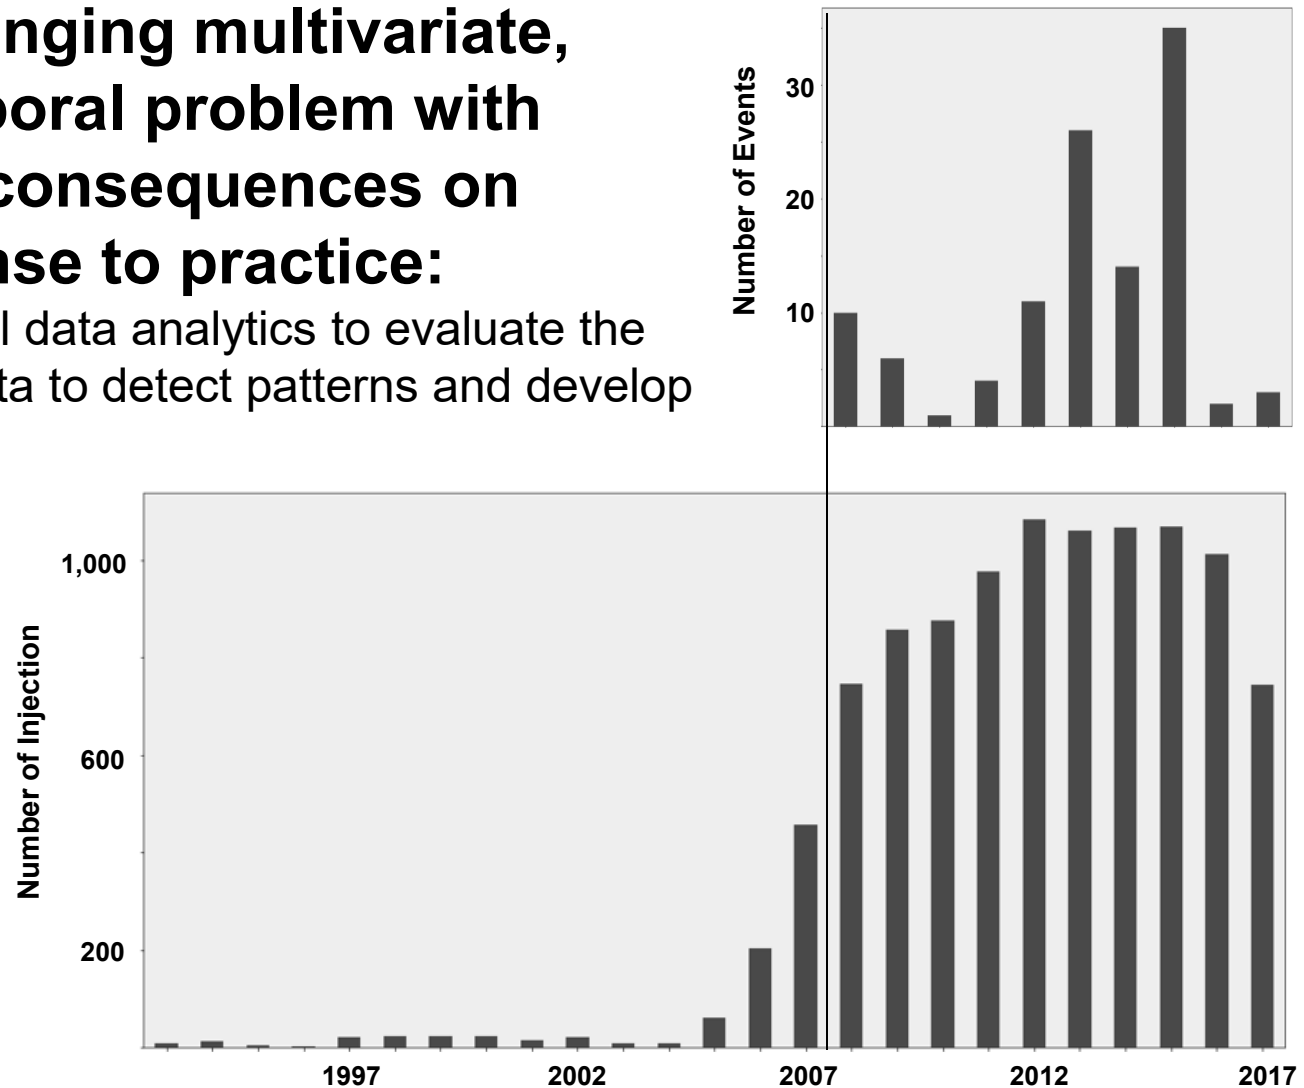 nging multivariate,
poral problem with
consequences on
nse to practice:
l data analytics to evaluate the
ta to detect patterns and develop
Number of Events
30
20
10
Number of Injection
1,000
600
200
1997 2002 2007 2012 2017